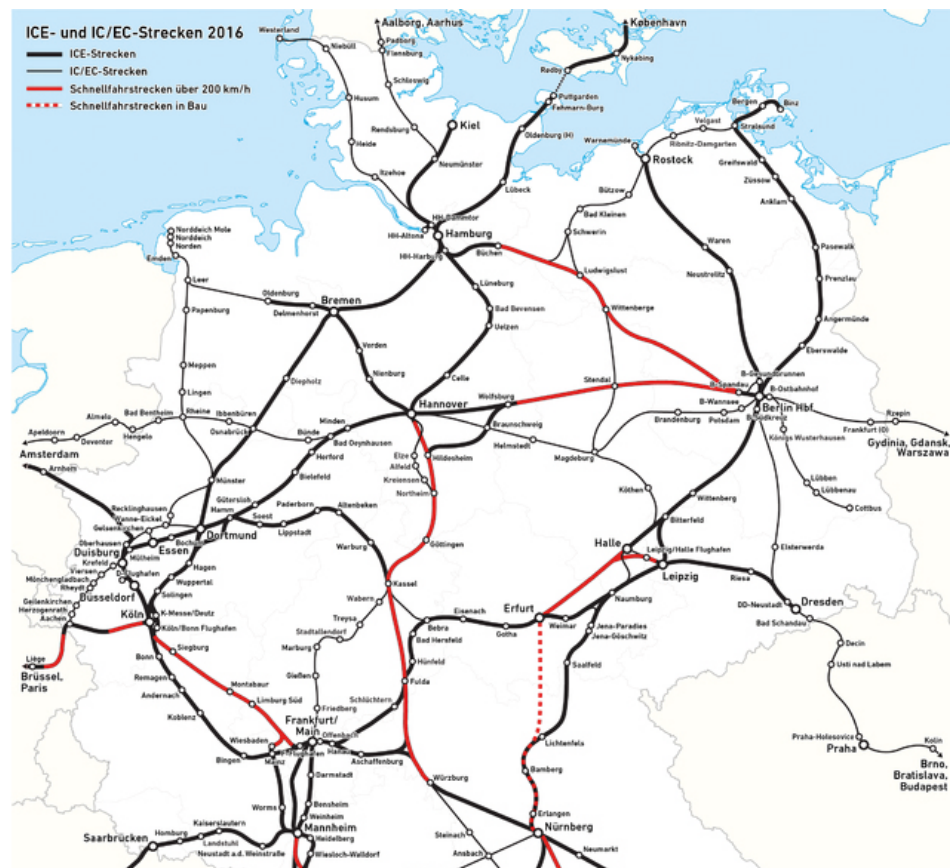 ICE- und IC/EC-Strecken 2016
ICE-Strecken
IC/EC-Strecken
Schnellfahrstrecken über 200 km/h
Schnellfahrstrecken in Bau
Westerland
Niebüll
Husum
Heide
Itzehoe
Aalborg, Aarhus
Padborg
Flensburg
Schleswig
Rendsburg
Kiel
Neumünster
København
Nykøbing
Rødby
Puttgarden
Fehmarn-Burg
Oldenburg (H)
Lübeck
Warnemünde
Rostock
Ribnitz-Damgarten
Velgast
Bergen
Binz
Stralsund
Greifswald
Züssow
Anklam
Pasewalk
Prenzlau
Angermünde
Eberswalde
Bützow
Bad Kleinen
Schwerin
Waren
Neustrelitz
HH-Dammtor
HH-Altona
Hamburg
HH-Harburg
Büchen
Ludwigslust
Wittenberge
Norddeich Mole
Norddeich
Norden
Emden
Leer
Papenburg
Meppen
Lingen
Rheine
Oldenburg
Delmenhorst
Bremen
Verden
Nienburg
Diepholz
Lüneburg
Bad Bevensen
Uelzen
Celle
Hannover
Wolfsburg
Stendal
B-Gesundbrunnen
B-Spandau
B-Ostbahnhof
B-Wannsee
Berlin Hbf
B-Südkreuz
Brandenburg
Potsdam
Königs Wusterhausen
Frankfurt (O)
Rzepin
Gydinia, Gdansk,
Warszawa
Lübben
Lübbenau
Cottbus
Apeldoorn
Deventer
Almelo
Hengelo
Bad Bentheim
Ibbenbüren
Osnabrück
Bünde
Minden
Bad Oeynhausen
Herford
Bielefeld
Gütersloh
Amsterdam
Arnhem
Münster
Recklinghausen
Wanne-Eickel
Gelsenkirchen
Oberhausen
Duisburg
Essen
Bochum
Dortmund
Hamm
Soest
Lippstadt
Paderborn
Altenbeken
Warburg
Elze
Alfeld
Kreiensen
Northeim
Hildesheim
Braunschweig
Helmstedt
Magdeburg
Göttingen
Kassel
Köthen
Wittenberg
Bitterfeld
Halle
Leipzig/Halle Flughafen
Leipzig
Elsterwerda
Riesa
DD-Neustadt
Dresden
Bad Schandau
Decin
Usti nad Labem
Praha-Holesovice
Praha
Kolin
Brno,
Bratislava,
Budapest
Mülheim
Krefeld
Viersen
D-Flughafen
Mönchengladbach
Rheydt
Düsseldorf
Geilenkirchen
Herzogenrath
Aachen
Hagen
Wuppertal
Solingen
Köln
K-Messe/Deutz
Köln/Bonn Flughafen
Liège
Brüssel,
Paris
Bonn
Siegburg
Remagen
Andernach
Koblenz
Montabaur
Limburg Süd
Wiesbaden
Bingen
Mainz
Wabern
Treysa
Stadtallendorf
Marburg
Gießen
Friedberg
Frankfurt/
Main
Flughafen
Offenbach
Hanau
Aschaffenburg
Bebra
Bad Hersfeld
Hünfeld
Fulda
Schlüchtern
Eisenach
Gotha
Erfurt
Weimar
Naumburg
Jena-Paradies
Jena-Göschwitz
Saalfeld
Lichtenfels
Bamberg
Erlangen
Nürnberg
Neumarkt
Würzburg
Steinach
Ansbach
Darmstadt
Bensheim
Weinheim
Worms
Mannheim
Heidelberg
Wiesloch-Walldorf
Saarbrücken
Homburg
Kaiserslautern
Landstuhl
Neustadt a.d. Weinstraße